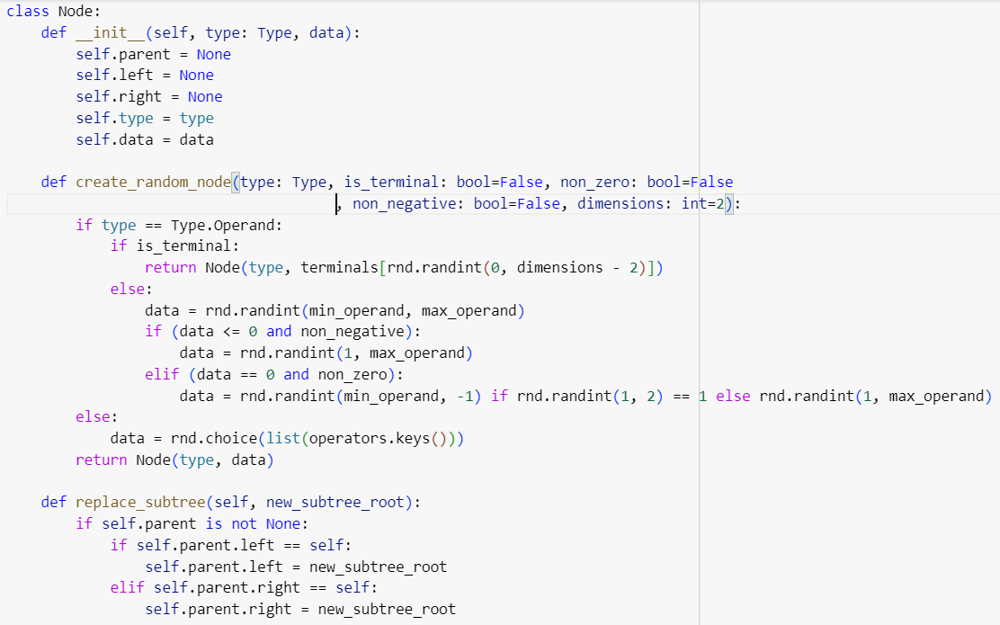 class Node:
    def __init__(self, type: Type, data):
        self.parent = None
        self.left = None
        self.right = None
        self.type = type
        self.data = data

    def create_random_node(type: Type, is_terminal: bool=False, non_zero: bool=False
                                      , non_negative: bool=False, dimensions: int=2):
        if type == Type.Operand:
            if is_terminal:
                return Node(type, terminals[rnd.randint(0, dimensions - 2)])
            else:
                data = rnd.randint(min_operand, max_operand)
                if (data <= 0 and non_negative):
                    data = rnd.randint(1, max_operand)
                elif (data == 0 and non_zero):
                    data = rnd.randint(min_operand, -1) if rnd.randint(1, 2) == 1 else rnd.randint(1, max_operand)
        else:
            data = rnd.choice(list(operators.keys()))
        return Node(type, data)

    def replace_subtree(self, new_subtree_root):
        if self.parent is not None:
            if self.parent.left == self:
                self.parent.left = new_subtree_root
            elif self.parent.right == self:
                self.parent.right = new_subtree_root